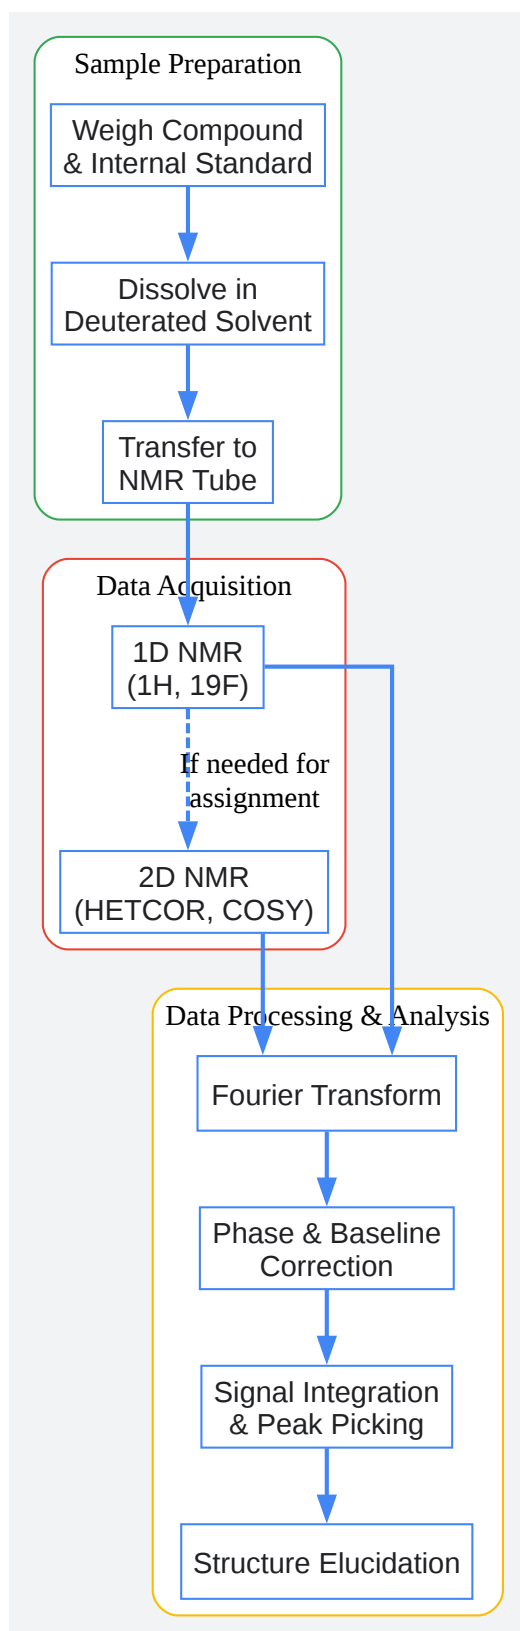 Sample Preparation
Weigh Compound
& Internal Standard
Dissolve in
Deuterated Solvent
Transfer to
NMR Tube
Data Acquisition
1D NMR
(1H, 19F)
If needed for
assignment
2D NMR
(HETCOR, COSY)
Data Processing & Analysis
Fourier Transform
Phase & Baseline
Correction
Signal Integration
& Peak Picking
Structure Elucidation